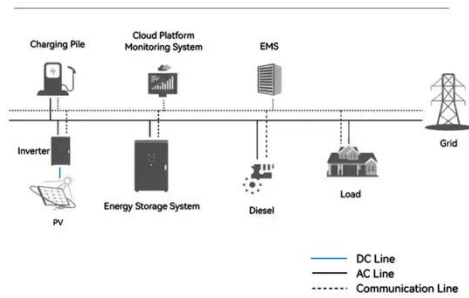 Charging Pile
Cloud Platform
Monitoring System
EMS
Inverter
Grid
PV
Energy Storage System
Diesel
Load
DC Line
AC Line
Communication Line